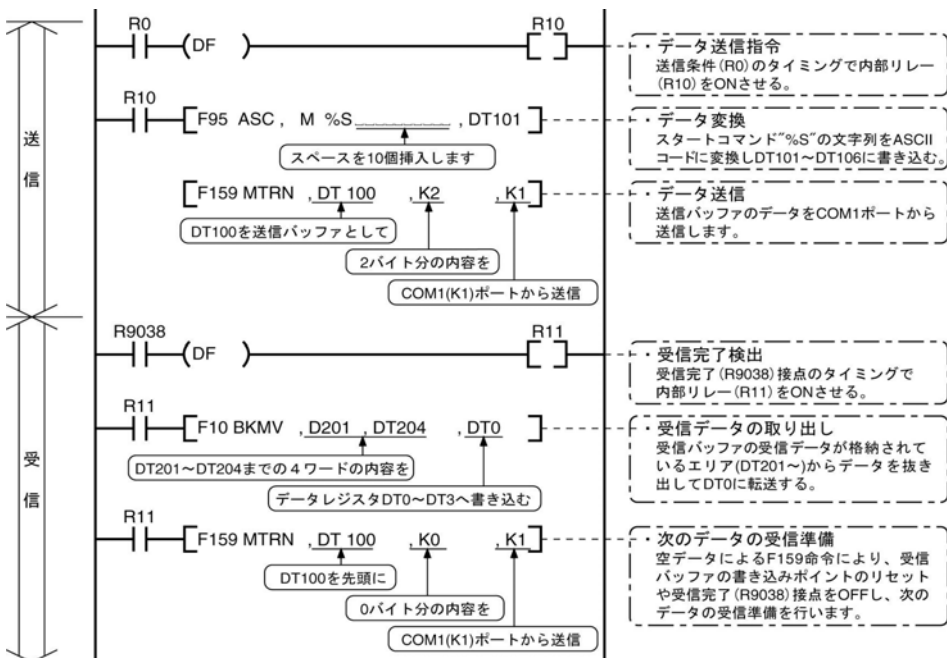 R0
(DF )
R10
・データ送信指令
送信条件(R0)のタイミングで内部リレー
(R10)をONさせる。
送信
R10
F95 ASC , M %S , DT101
スペースを10個挿入します
・データ変換
スタートコマンド"%S"の文字列をASCII
コードに変換しDT101～DT106に書き込む。
F159 MTRN , DT 100 , K2 , K1
DT100を送信バッファとして
2バイト分の内容を
COM1(K1)ポートから送信
・データ送信
送信バッファのデータをCOM1ポートから
送信します。
R9038
(DF )
R11
・受信完了検出
受信完了(R9038)接点のタイミングで
内部リレー(R11)をONさせる。
受信
R11
F10 BKMV , D201 , DT204 , DT0
DT201～DT204までの4ワードの内容を
データレジスタDT0～DT3へ書き込む
・受信データの取り出し
受信バッファの受信データが格納されて
いるエリア(DT201～)からデータを抜き
出してDT0に転送する。
R11
F159 MTRN , DT 100 , K0 , K1
DT100を先頭に
0バイト分の内容を
COM1(K1)ポートから送信
・次のデータの受信準備
空データによるF159命令により、受信
バッファの書き込みポイントのリセット
や受信完了(R9038)接点をOFFし、次の
データの受信準備を行います。